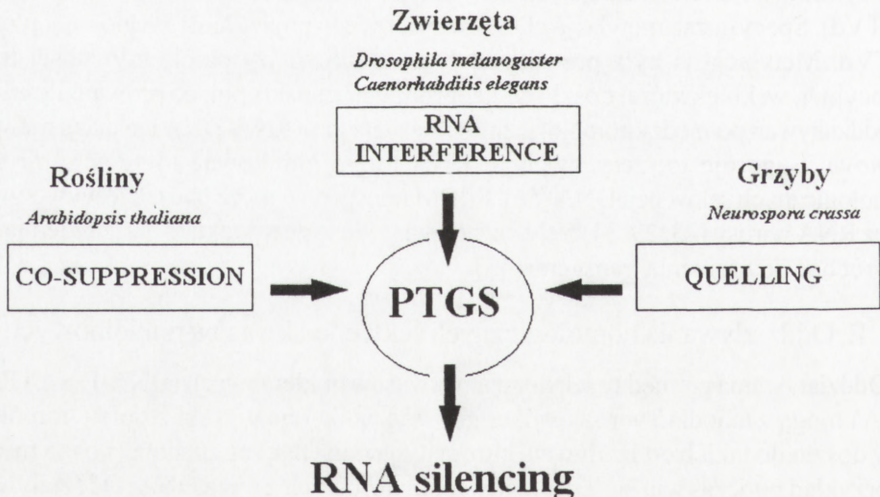 Zwierzęta
Drosophila melanogaster
Caenorhabditis elegans
RNA
INTERFERENCE
Rośliny
Arabidopsis thaliana
CO-SUPPRESSION
Grzyby
Neurospora crassa
QUELLING
PTGS
RNA silencing